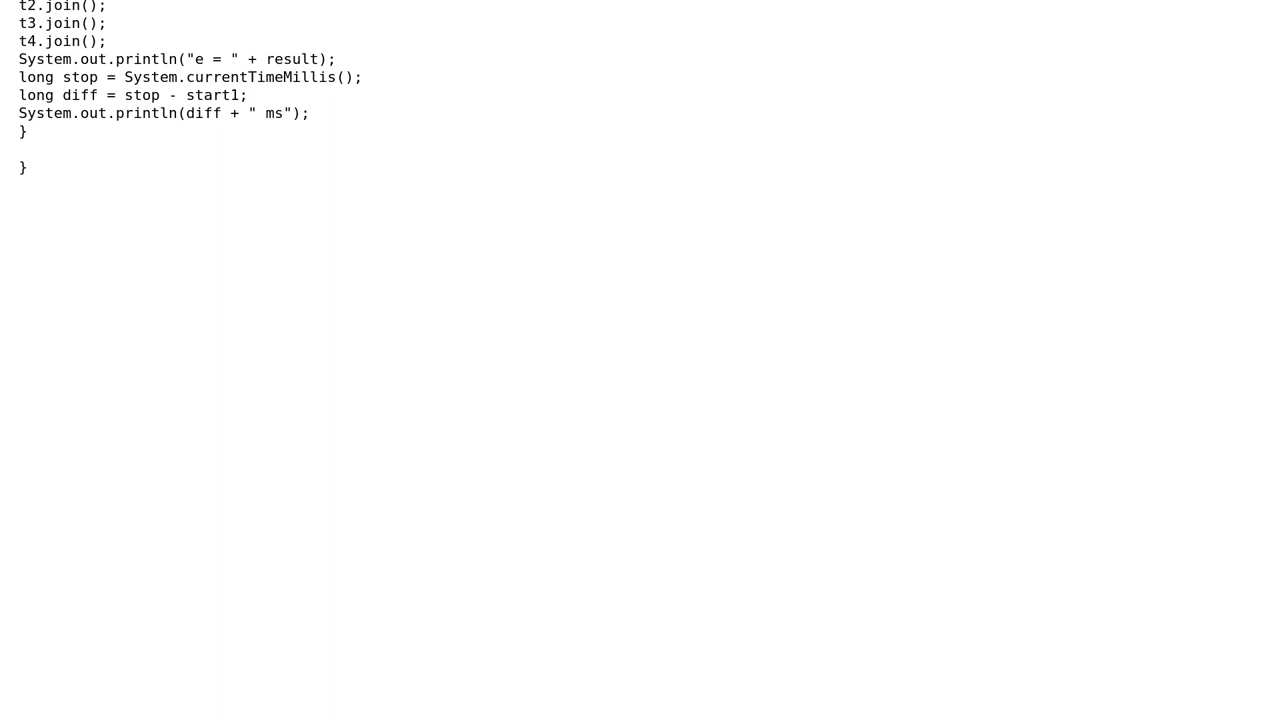 t2.join();
t3.join();
t4.join();
System.out.println("e = " + result);
long stop = System.currentTimeMillis();
long diff = stop - start1;
System.out.println(diff + " ms");
}
}